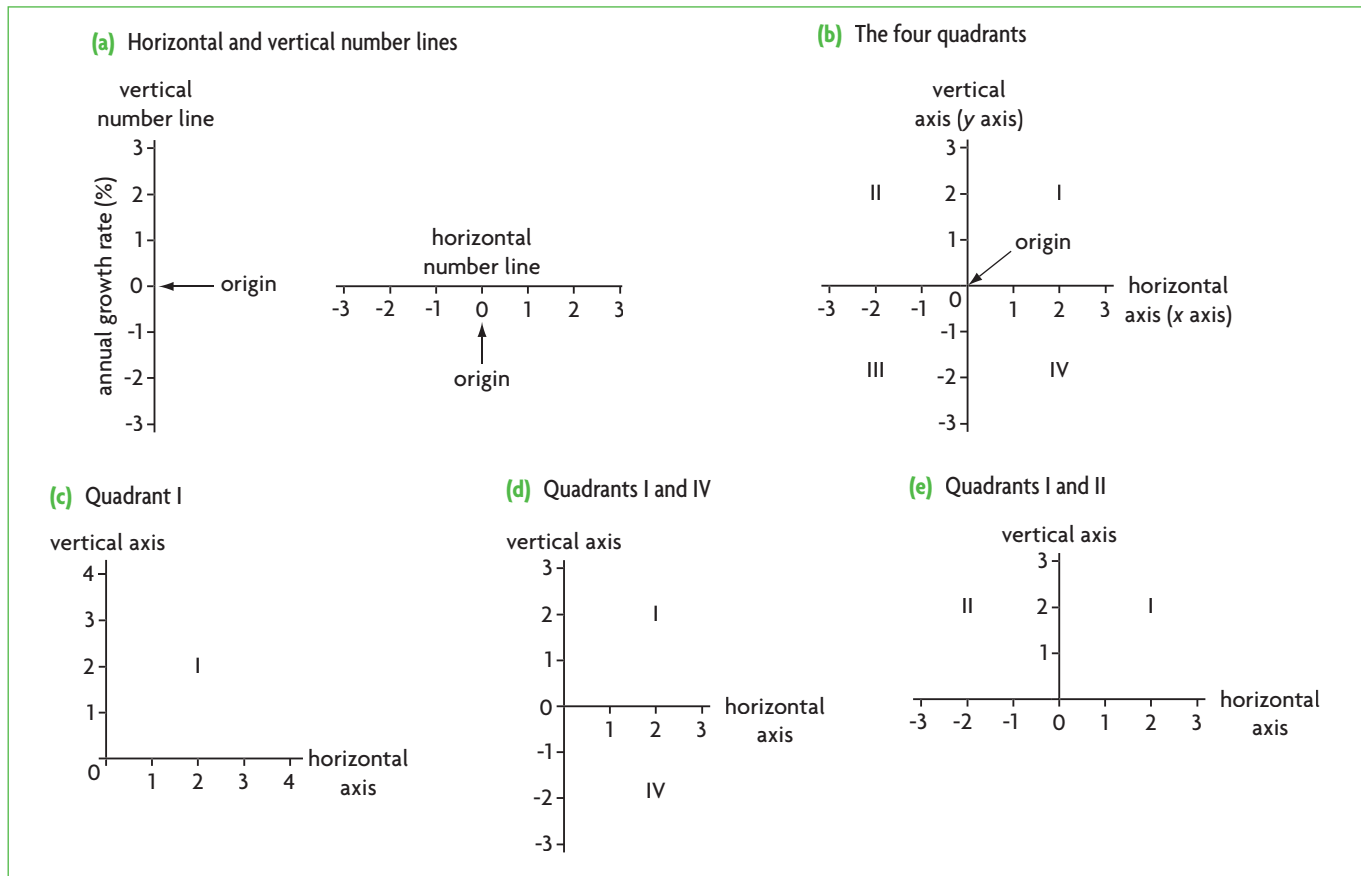 (a) Horizontal and vertical number lines
vertical
number line
annual growth rate (%)
3
2
1
0
-1
-2
-3
origin
horizontal
number line
-3 -2 -1 0 1 2 3
origin
(b) The four quadrants
vertical
axis (y axis)
3
II 2 I
1
origin
0
horizontal
axis (x axis)
-3 -2 -1 1 2 3
-1
III -2 IV
-3
(c) Quadrant I
vertical axis
4
3
2 I
1
0
1 2 3 4
horizontal
axis
(d) Quadrants I and IV
vertical axis
3
2 I
1
0
horizontal
axis
1 2 3
-1
-2 IV
-3
(e) Quadrants I and II
vertical axis
3
II 2 I
1
horizontal
axis
-3 -2 -1 0 1 2 3